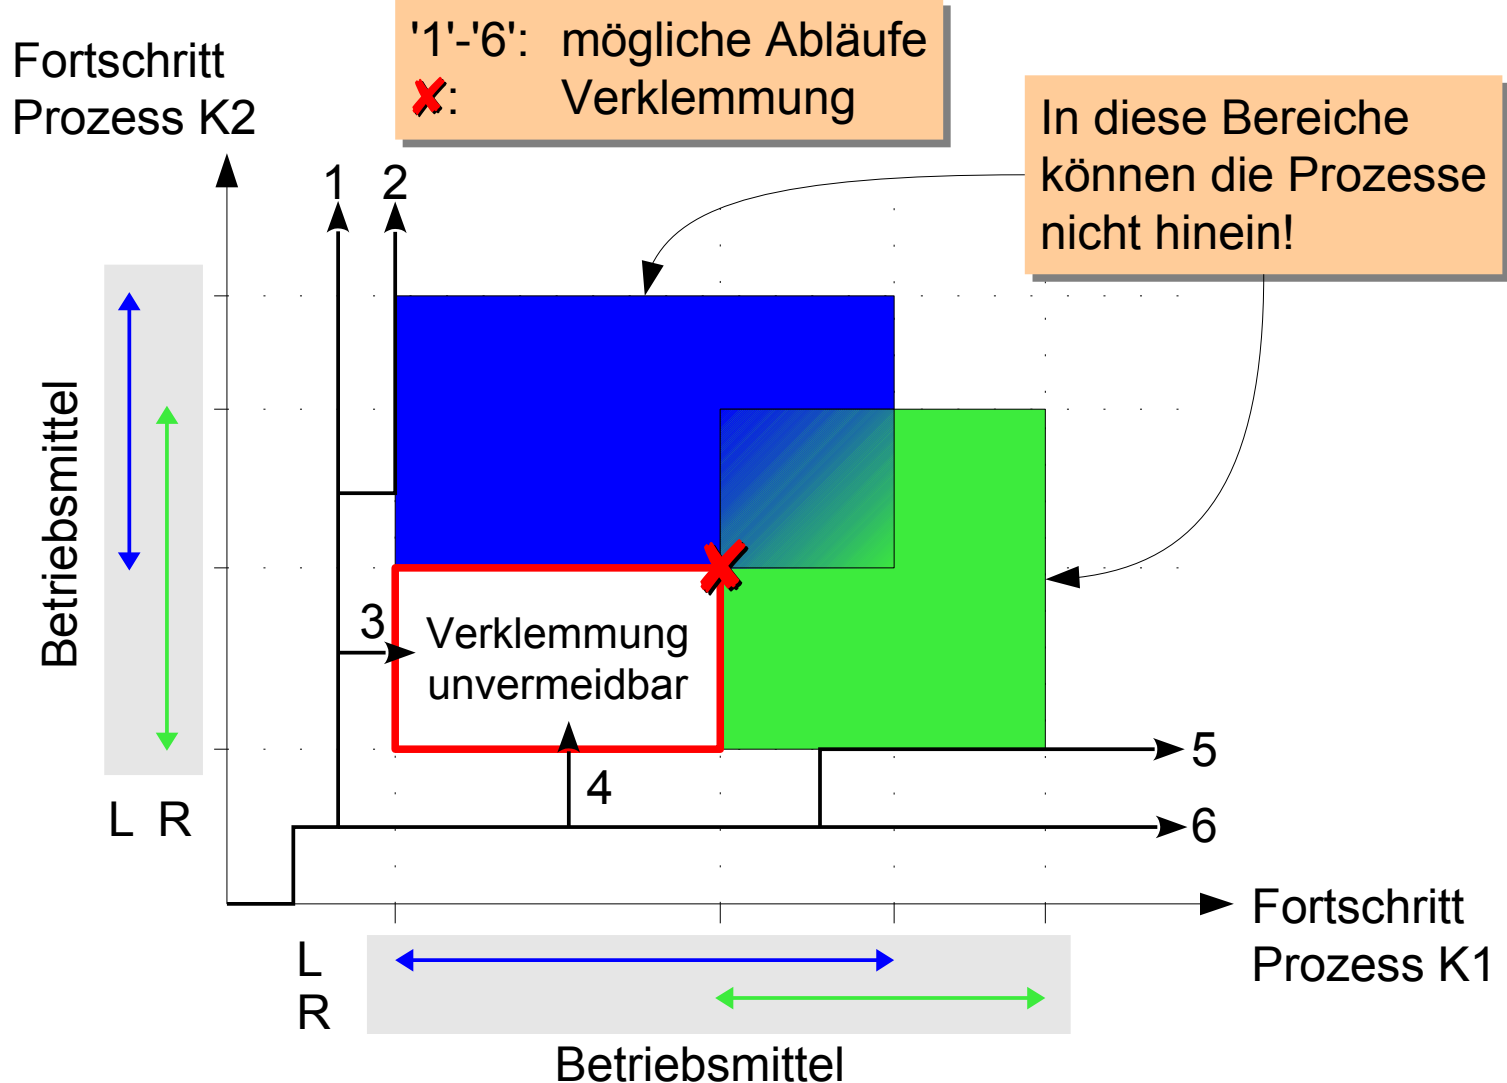 '1'-'6': mögliche Abläufe
✘: Verklemmung
Fortschritt
Prozess K2
In diese Bereiche
können die Prozesse
nicht hinein!
1 2
Betriebsmittel
3
Verklemmung
unvermeidbar
4
5
6
L R
Fortschritt
Prozess K1
L
R
Betriebsmittel